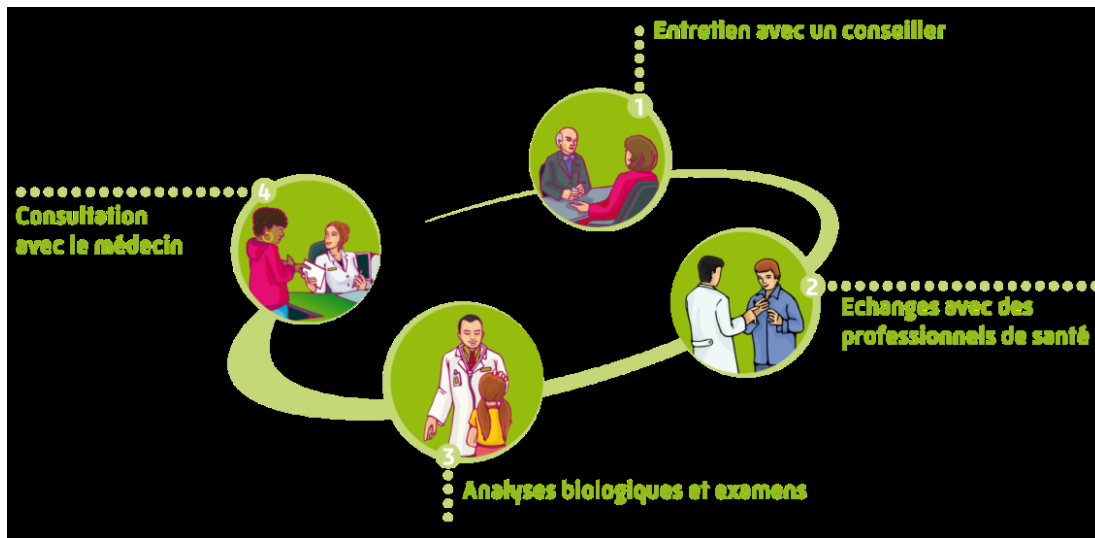 1
Entretien avec un conseiller
2
Echanges avec des
professionnels de santé
3
Analyses biologiques et examens
4
Consultation
avec le médecin